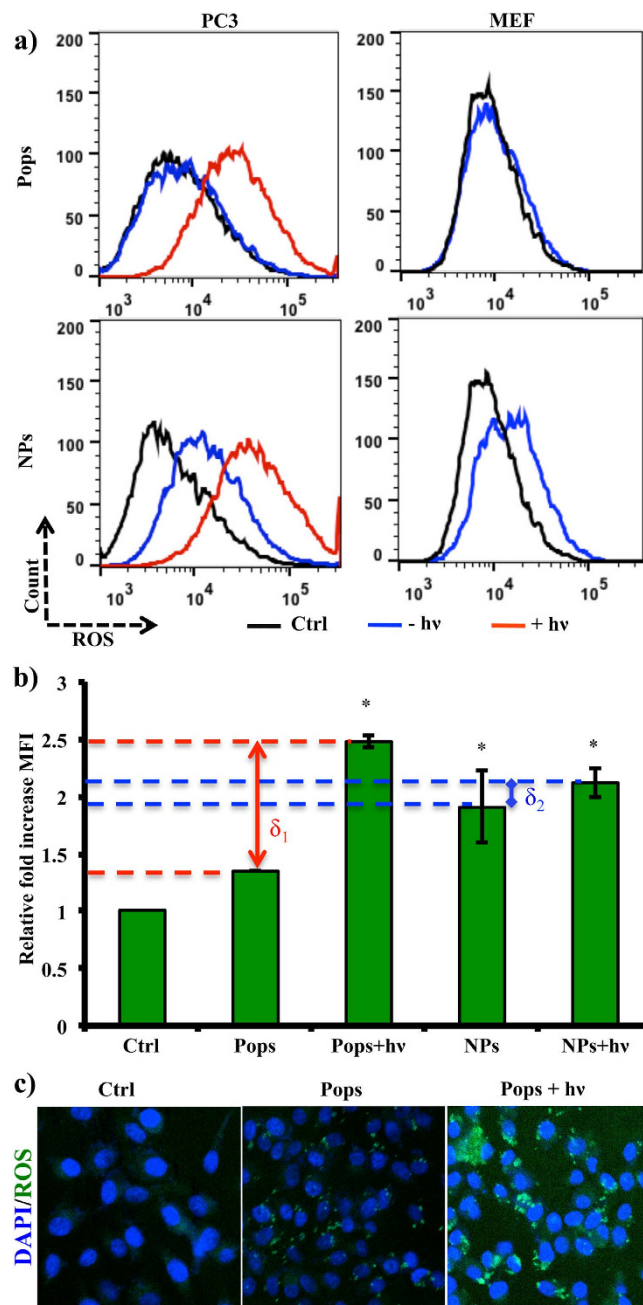 a)
PC3
MEF
Pops
200
150
100
50
0
10³ 10⁴ 10⁵
200
150
100
50
0
10³ 10⁴ 10⁵
NPs
200
150
100
50
0
10³ 10⁴ 10⁵
200
150
100
50
0
10³ 10⁴ 10⁵
Count
ROS
Ctrl - hν + hν
b)
Relative fold increase MFI
3
2.5
2
1.5
1
0.5
0
* * *
δ₁
δ₂
Ctrl Pops Pops+hν NPs NPs+hν
c)
Ctrl Pops Pops + hν
DAPI/ROS